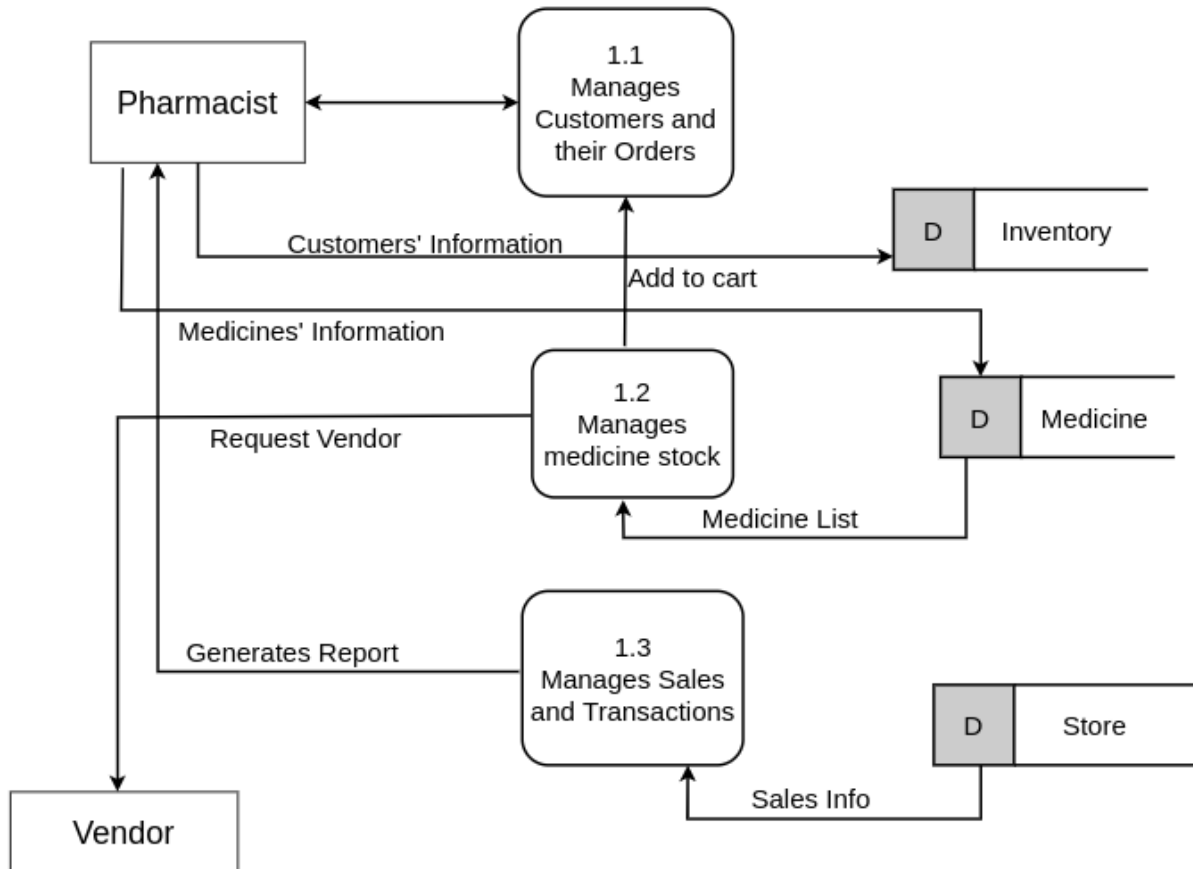 1.1
Manages
Customers and
their Orders
Pharmacist
D
Inventory
Customers' Information
Add to cart
Medicines' Information
1.2
Manages
medicine stock
D
Medicine
Request Vendor
Medicine List
1.3
Manages Sales
and Transactions
Generates Report
D
Store
Sales Info
Vendor